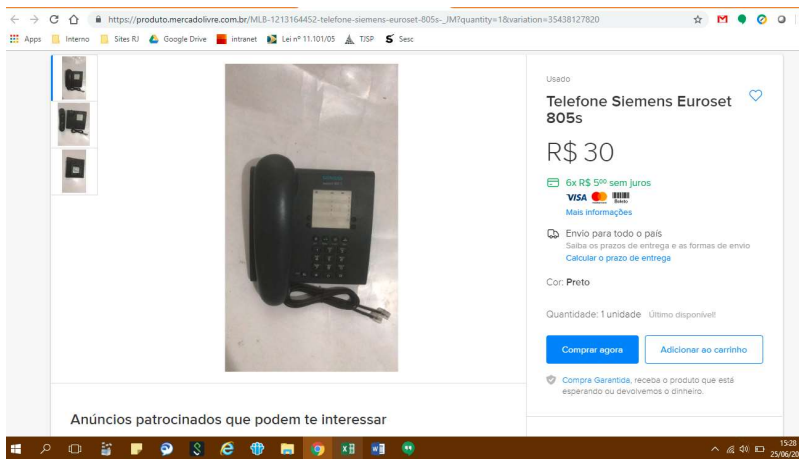 https://produto.mercadolivre.com.br/MLB-1213164452-telefone-siemens-euroset-805s-_JM?quantity=1&variation=35438127820
Apps Interno Sites RJ Google Drive intranet Lei nº 11.101/05 TJSP Sesc
Usado
Telefone Siemens Euroset
805s
R$ 30
6x R$ 5⁰⁰ sem juros
VISA Boleto
Mais informações
Envio para todo o país
Saiba os prazos de entrega e as formas de envio
Calcular o prazo de entrega
Cor: Preto
Quantidade: 1 unidade Último disponível!
Comprar agora Adicionar ao carrinho
Compra Garantida, receba o produto que está
esperando ou devolvemos o dinheiro.
Anúncios patrocinados que podem te interessar
15:28
25/06/20